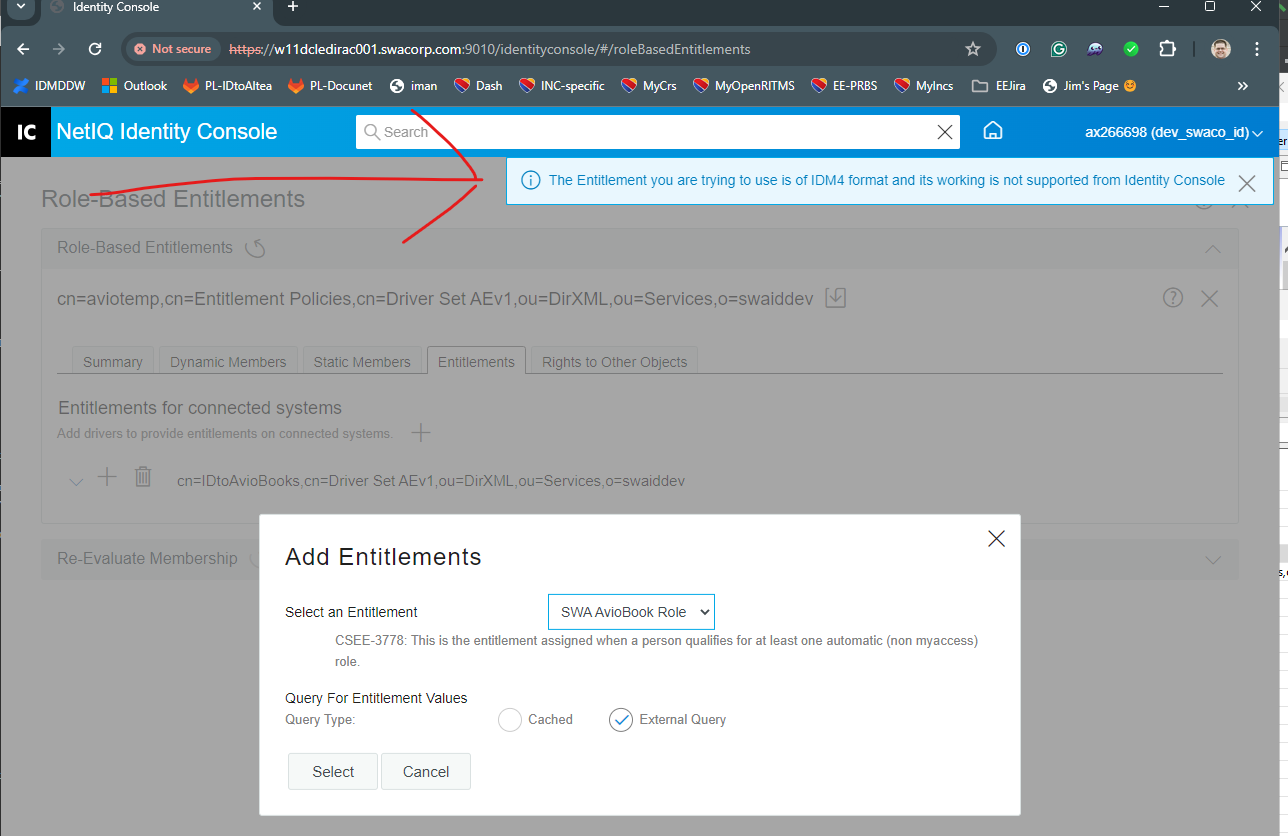 Identity Console
Not secure https://w11dcledirac001.swacorp.com:9010/identityconsole/#/roleBasedEntitlements
IDMDDW Outlook PL-IDtoAltea PL-Docunet iman Dash INC-specific MyCrs MyOpenRITMS EE-PRBS MyIncs EEJira Jim's Page 😊 »
IC NetIQ Identity Console Search ax266698 (dev_swaco_id)
The Entitlement you are trying to use is of IDM4 format and its working is not supported from Identity Console
Role-Based Entitlements
Role-Based Entitlements
cn=aviotemp,cn=Entitlement Policies,cn=Driver Set AEv1,ou=DirXML,ou=Services,o=swaiddev
Summary Dynamic Members Static Members Entitlements Rights to Other Objects
Entitlements for connected systems
Add drivers to provide entitlements on connected systems.
cn=IDtoAvioBooks,cn=Driver Set AEv1,ou=DirXML,ou=Services,o=swaiddev
Re-Evaluate Membership
Add Entitlements
Select an Entitlement SWA AvioBook Role
CSEE-3778: This is the entitlement assigned when a person qualifies for at least one automatic (non myaccess)
role.
Query For Entitlement Values
Query Type: Cached External Query
Select Cancel